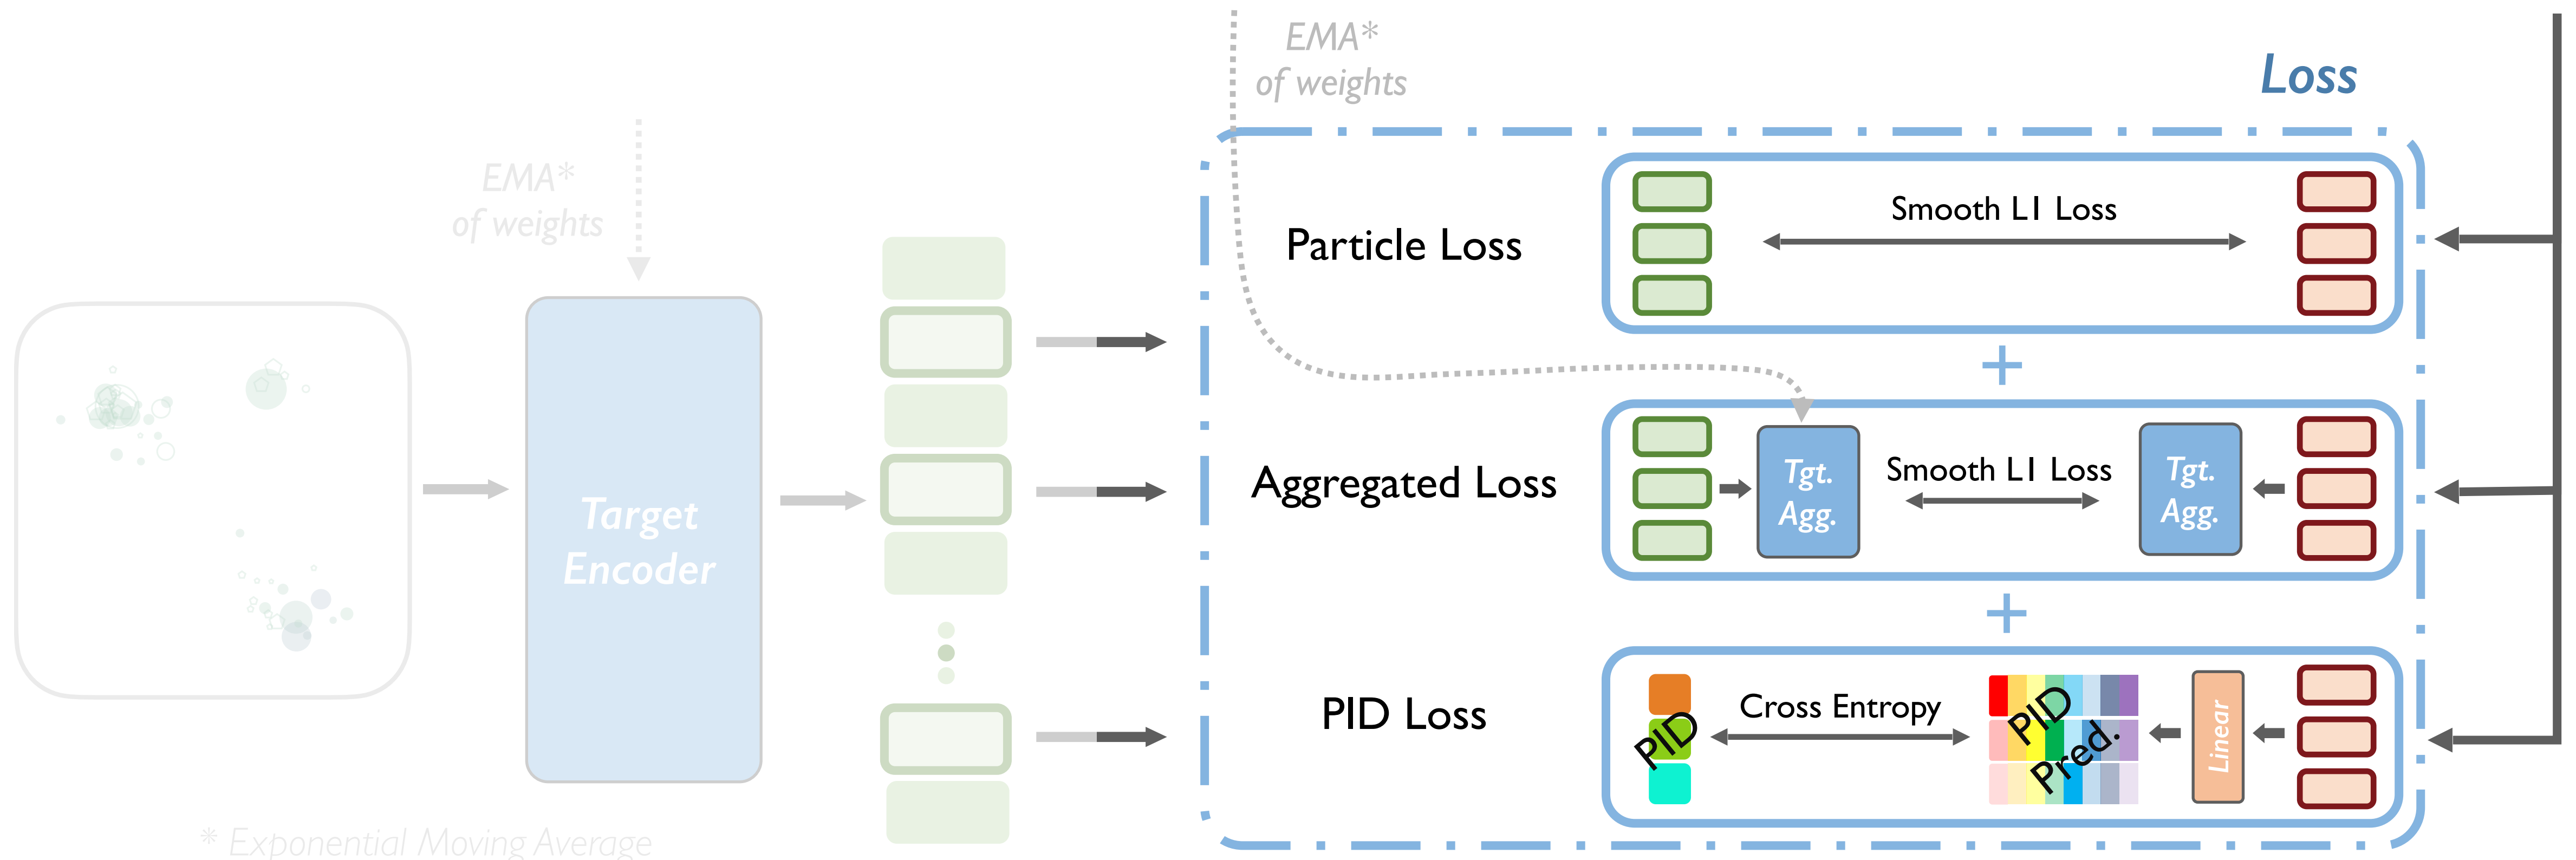 EMA*
of weights
Loss
EMA*
of weights
Particle Loss
Smooth L1 Loss
Target
Encoder
Aggregated Loss
Tgt.
Agg.
Smooth L1 Loss
Tgt.
Agg.
PID Loss
PID
Cross Entropy
PID
Pred.
Linear
* Exponential Moving Average